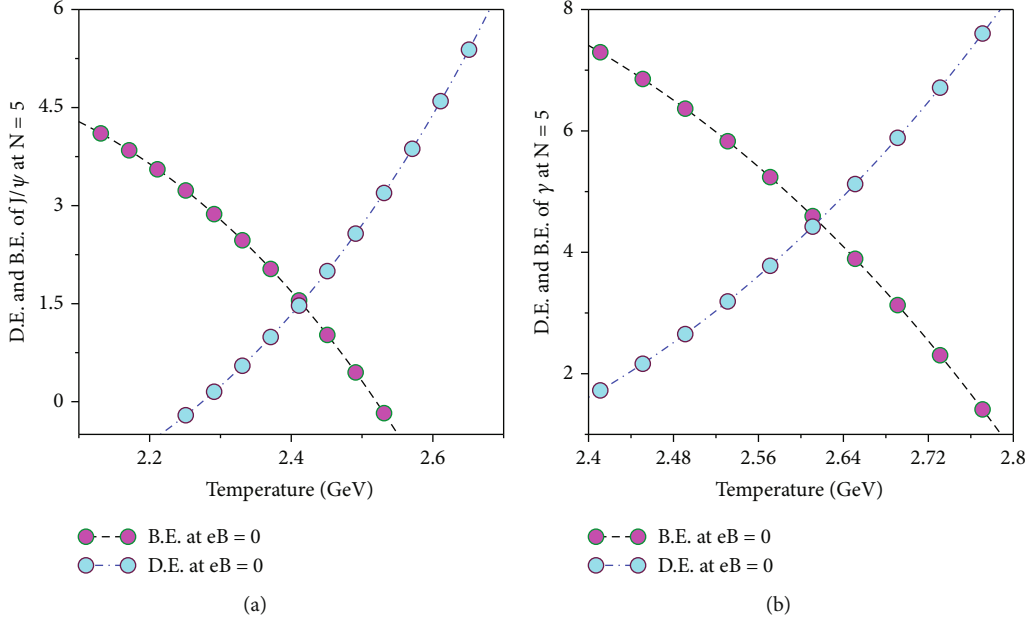 D.E. and B.E. of J/ψ at N = 5
6
4.5
3
1.5
0
2.2
2.4
2.6
Temperature (GeV)
B.E. at eB = 0
D.E. at eB = 0
(a)
D.E. and B.E. of γ at N = 5
8
6
4
2
2.4
2.48
2.56
2.64
2.72
2.8
Temperature (GeV)
B.E. at eB = 0
D.E. at eB = 0
(b)